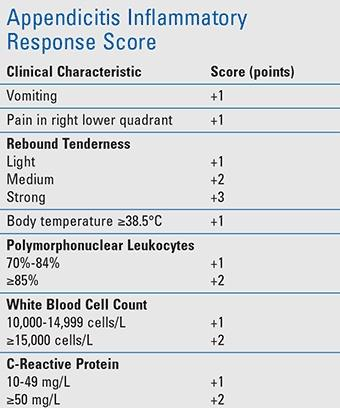 Appendicitis Inflammatory
Response Score
Clinical Characteristic Score (points)
Vomiting +1
Pain in right lower quadrant +1
Rebound Tenderness
Light +1
Medium +2
Strong +3
Body temperature ≥38.5°C +1
Polymorphonuclear Leukocytes
70%-84% +1
≥85% +2
White Blood Cell Count
10,000-14,999 cells/L +1
≥15,000 cells/L +2
C-Reactive Protein
10-49 mg/L +1
≥50 mg/L +2